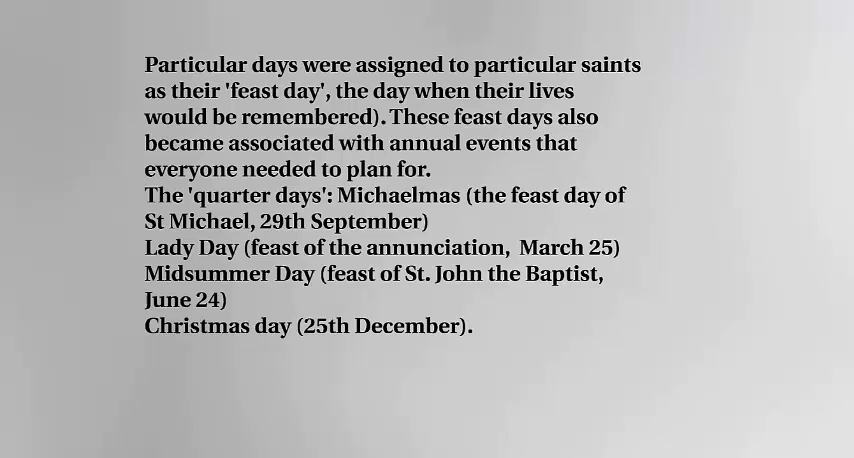 Particular days were assigned to particular saints
as their 'feast day', the day when their lives
would be remembered). These feast days also
became associated with annual events that
everyone needed to plan for.
The 'quarter days': Michaelmas (the feast day of
St Michael, 29th September)
Lady Day (feast of the annunciation,  March 25)
Midsummer Day (feast of St. John the Baptist,
June 24)
Christmas day (25th December).